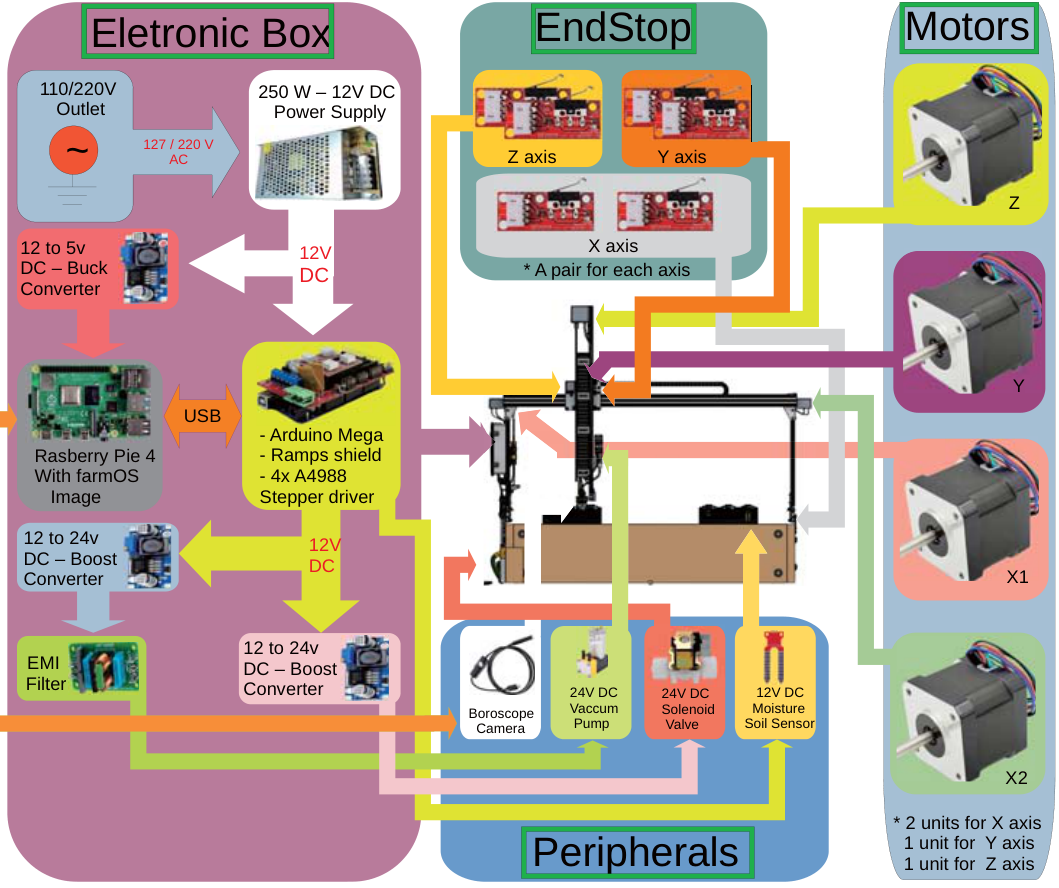 Eletronic Box
110/220V
Outlet
~
127 / 220 V
AC
250 W – 12V DC
Power Supply
12 to 5v
DC – Buck
Converter
12V
DC
Rasberry Pie 4
With farmOS
Image
USB
- Arduino Mega
- Ramps shield
- 4x A4988
Stepper driver
12 to 24v
DC – Boost
Converter
12V
DC
EMI
Filter
12 to 24v
DC – Boost
Converter
EndStop
Z axis
Y axis
X axis
* A pair for each axis
Motors
Z
Y
X1
X2
* 2 units for X axis
1 unit for Y axis
1 unit for Z axis
Boroscope
Camera
24V DC
Vaccum
Pump
24V DC
Solenoid
Valve
12V DC
Moisture
Soil Sensor
Peripherals